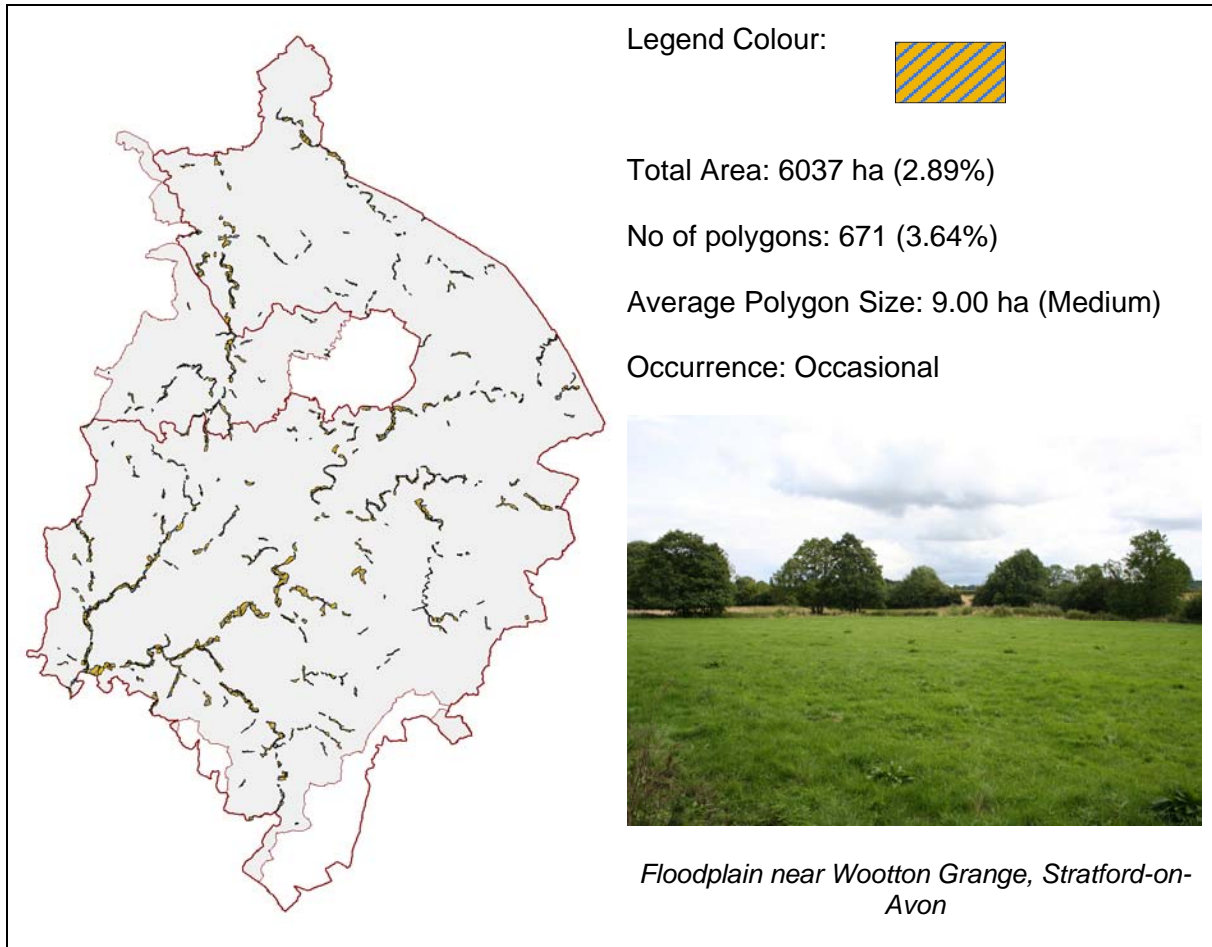 Legend Colour:
Total Area: 6037 ha (2.89%)
No of polygons: 671 (3.64%)
Average Polygon Size: 9.00 ha (Medium)
Occurrence: Occasional
Floodplain near Wootton Grange, Stratford-on-
Avon